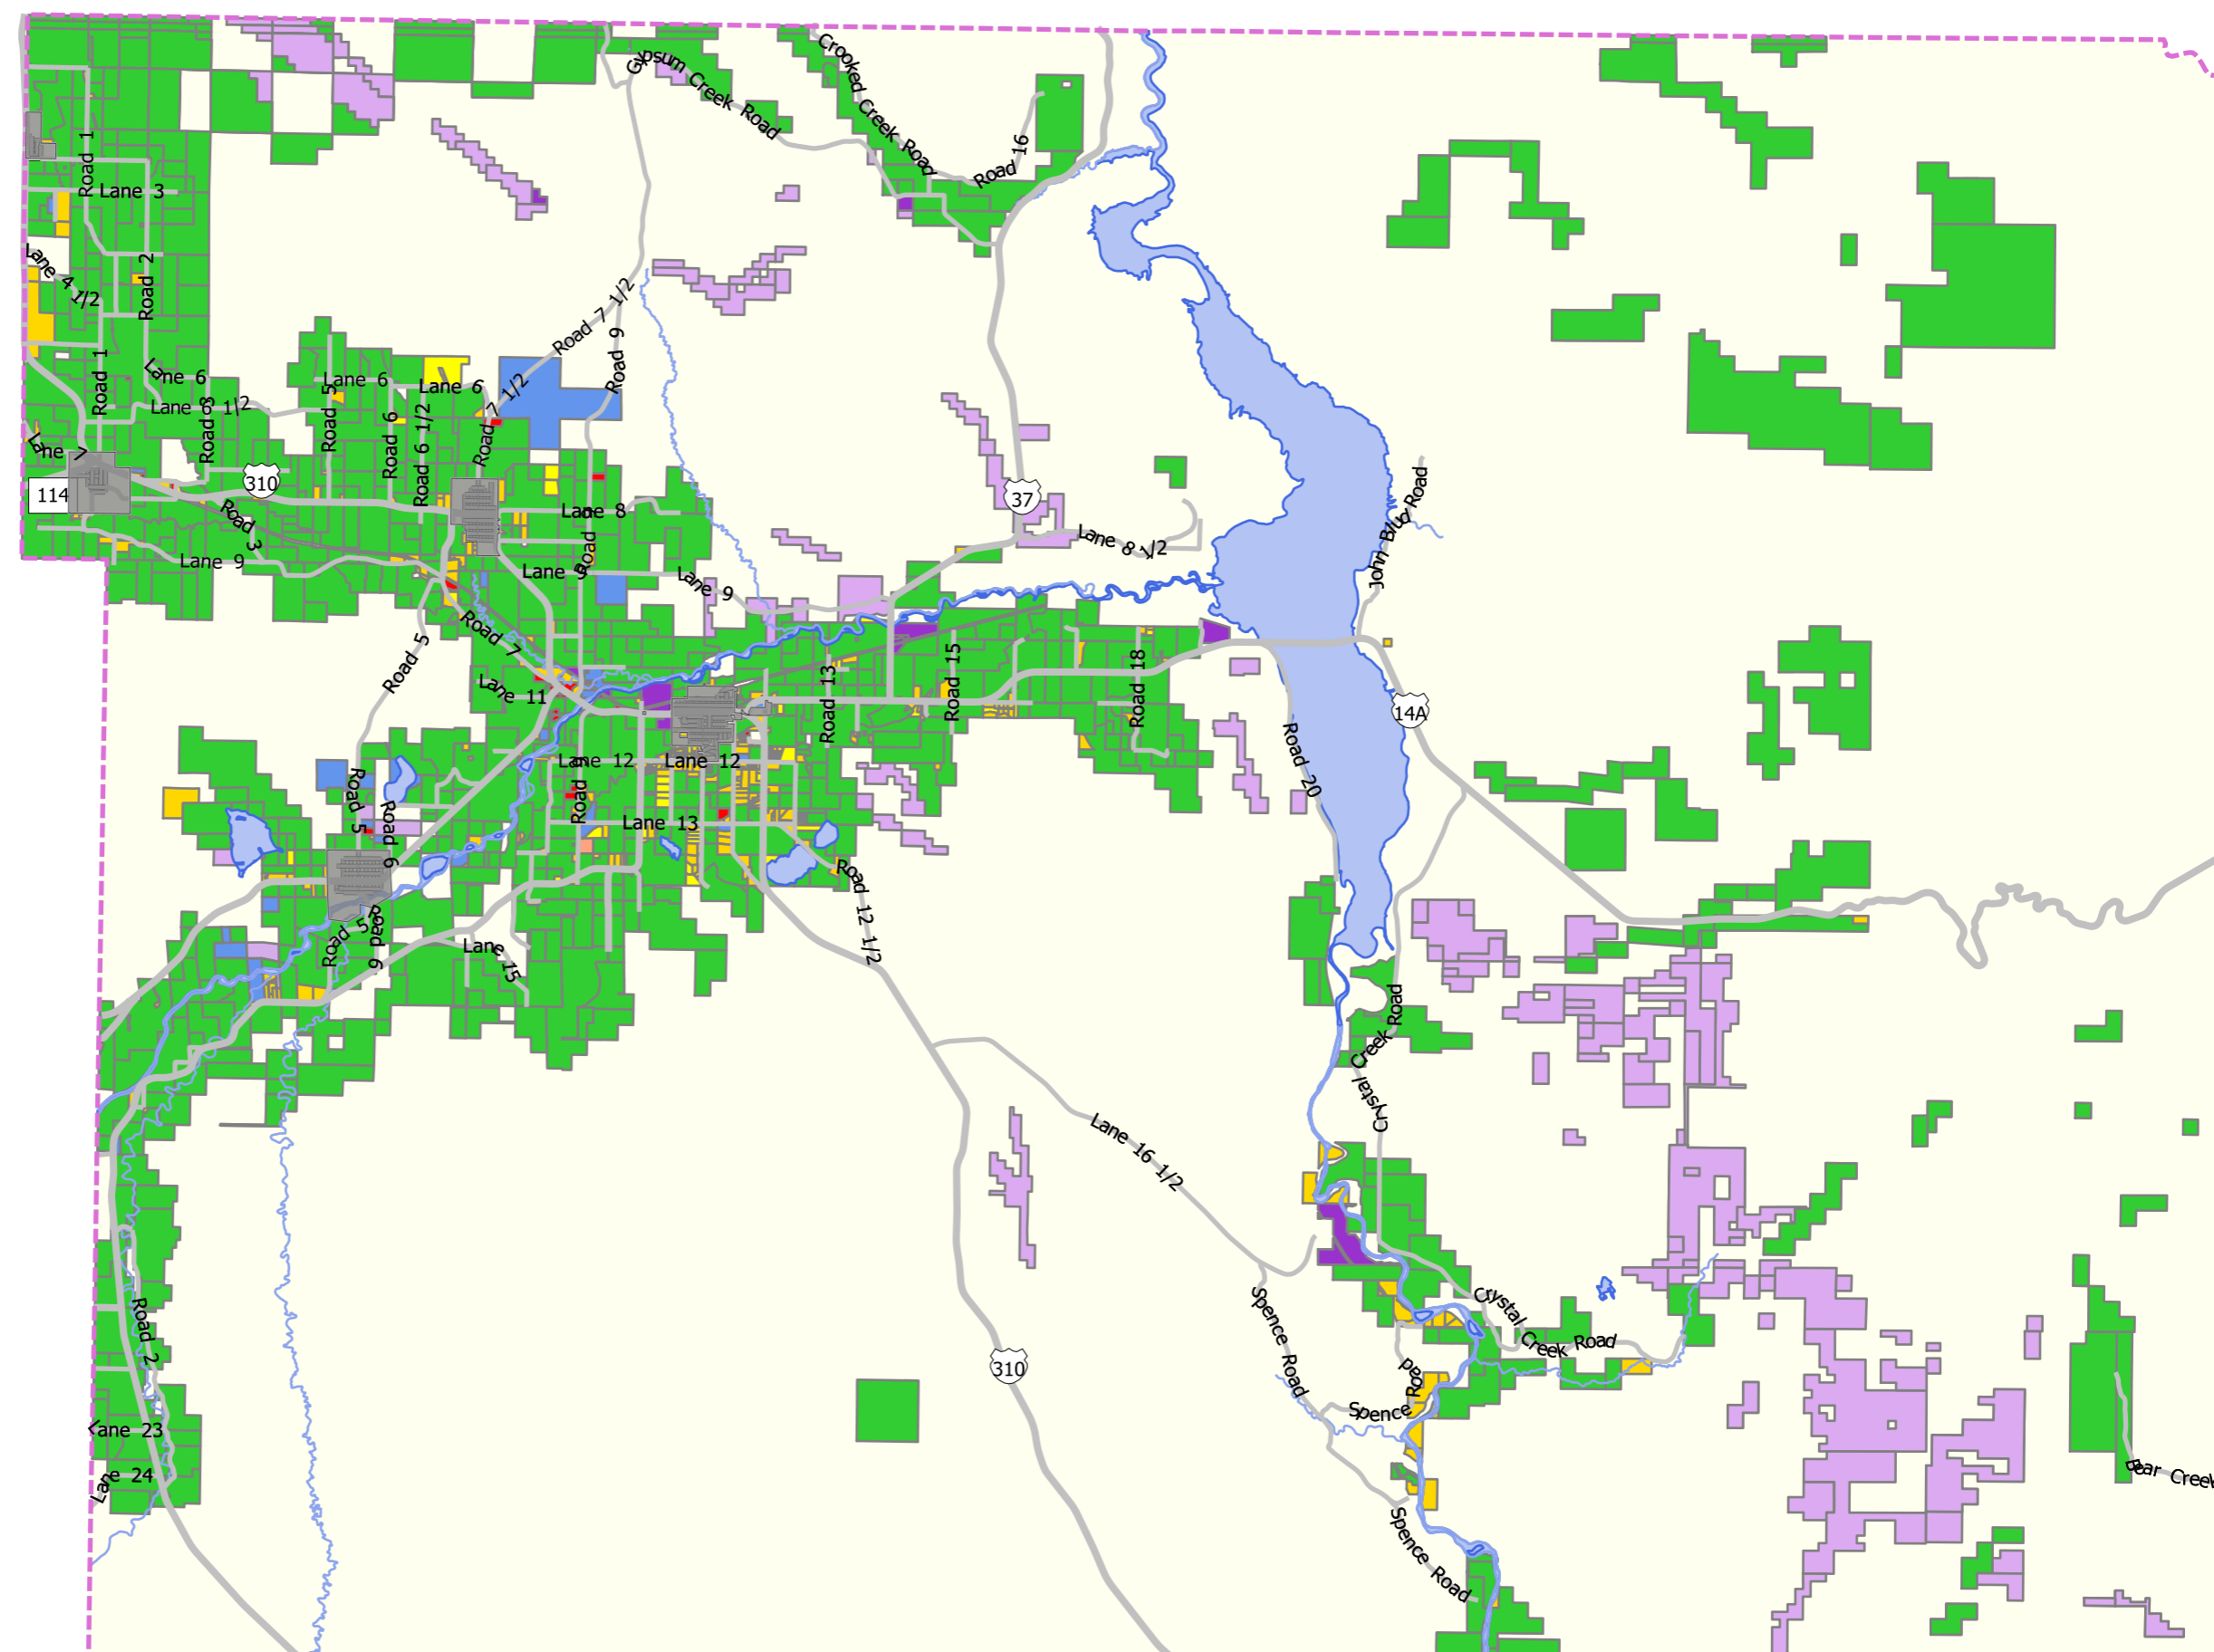 Gypsum Creek Road
Crooked Creek Road
Road 16
Road 1
Lane 3
Lane 4 1/2
Road 2
Road 7 1/2
Road 9
Road 1
Lane 6
Lane 6
Lane 6
Road 7 1/2
Lane 6 1/2
Road 3
Road 5
Road 6
Road 6 1/2
Lane 7
114
310
37
Road 3
Lane 8
Lane 8 1/2
John Blue Road
Lane 9
Lane 9
Road 9
Lane 9
Road 5
Road 7
Lane 11
Road 13
Road 15
Road 18
14A
Road 20
Lane 12
Lane 12
Road 5
Road 6
Road 9
Lane 13
Road 12 1/2
Road 5
Road 6
Lane 15
Crystal Creek Road
Lane 16 1/2
Spence Road
Crystal Creek Road
Road 2
310
Spence Road
Lane 23
Lane 24
Bear Creek
Spence Road